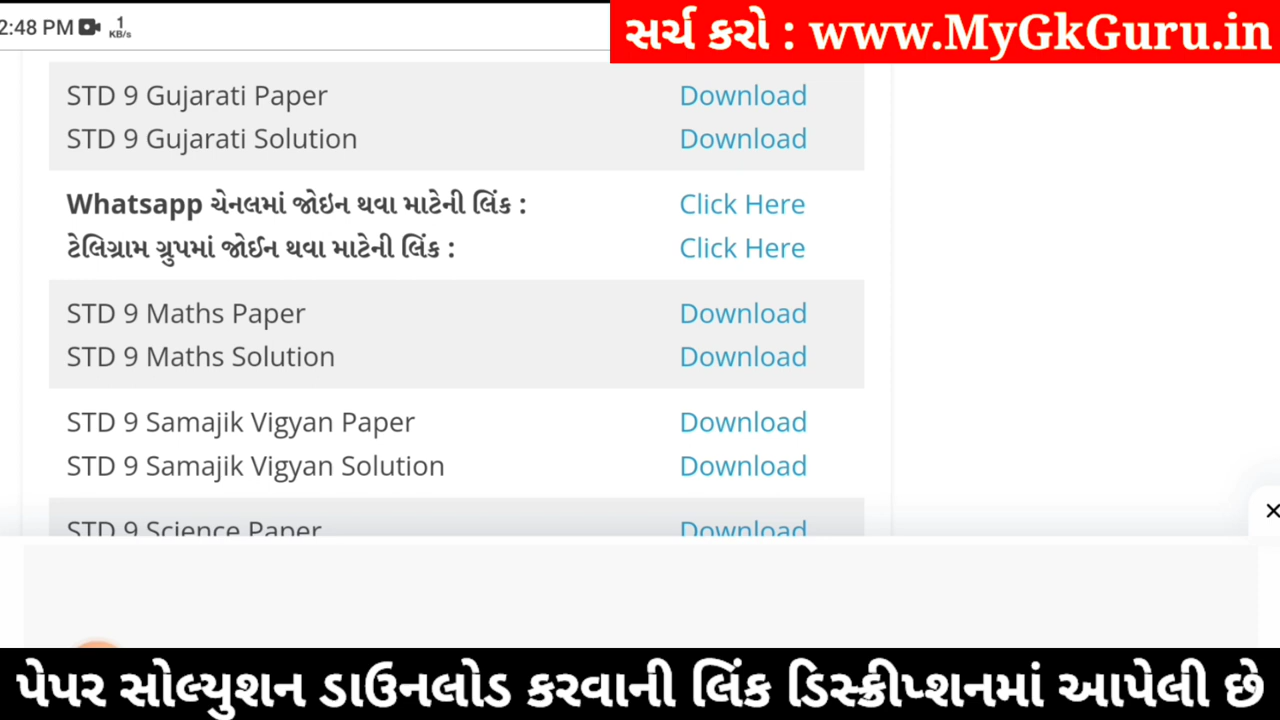 2:48 PM 1 KB/s
સર્ચ કરો : www.MyGkGuru.in
STD 9 Gujarati Paper Download
STD 9 Gujarati Solution Download
Whatsapp ચેનલમાં જોઇન થવા માટેની લિંક : Click Here
ટેલિગ્રામ ગ્રુપમાં જોઈન થવા માટેની લિંક : Click Here
STD 9 Maths Paper Download
STD 9 Maths Solution Download
STD 9 Samajik Vigyan Paper Download
STD 9 Samajik Vigyan Solution Download
STD 9 Science Paper Download
પેપર સોલ્યુશન ડાઉનલોડ કરવાની લિંક ડિસ્ક્રીપ્શનમાં આપેલી છે